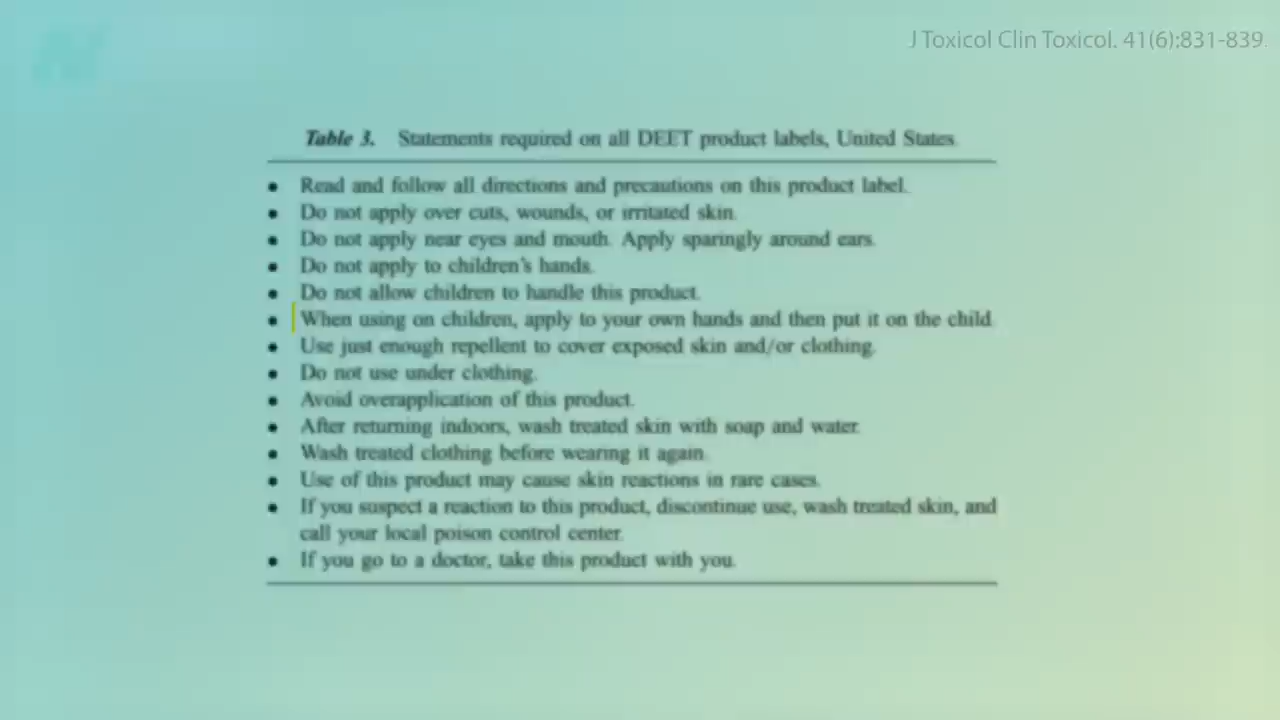 J Toxicol Clin Toxicol. 41(6);831-839.
Table 3. Statements required on all DEET product labels, United States
• Read and follow all directions and precautions on this product label.
• Do not apply over cuts, wounds, or irritated skin.
• Do not apply near eyes and mouth. Apply sparingly around ears.
• Do not apply to children's hands.
• Do not allow children to handle this product.
• When using on children, apply to your own hands and then put it on the child.
• Use just enough repellent to cover exposed skin and/or clothing.
• Do not use under clothing.
• Avoid overapplication of this product.
• After returning indoors, wash treated skin with soap and water.
• Wash treated clothing before wearing it again.
• Use of this product may cause skin reactions in rare cases.
• If you suspect a reaction to this product, discontinue use, wash treated skin, and
call your local poison control center.
• If you go to a doctor, take this product with you.